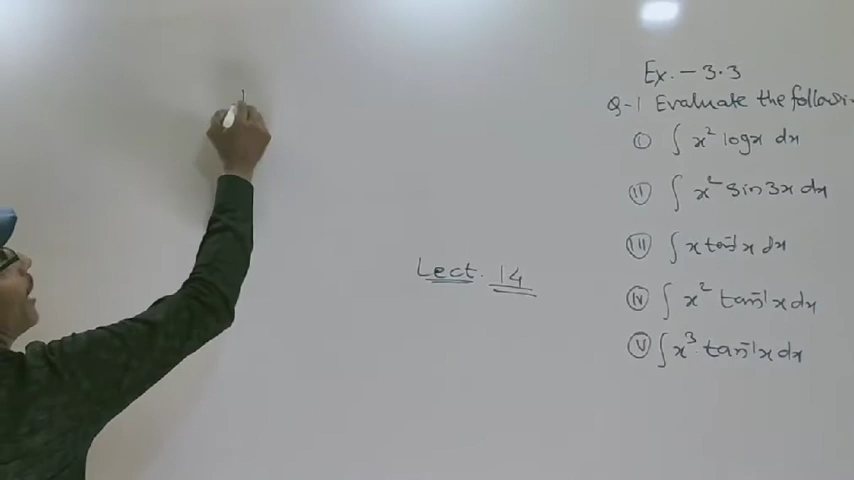 Ex. - 3.3
Q-1 Evaluate the
(i) ∫ x² logx dx
(ii) ∫ x² sin3x dx
(iii) ∫ x tan⁻¹x dx
Lect. 14
(iv) ∫ x² tan⁻¹x dx
(v) ∫ x³. tan⁻¹x dx